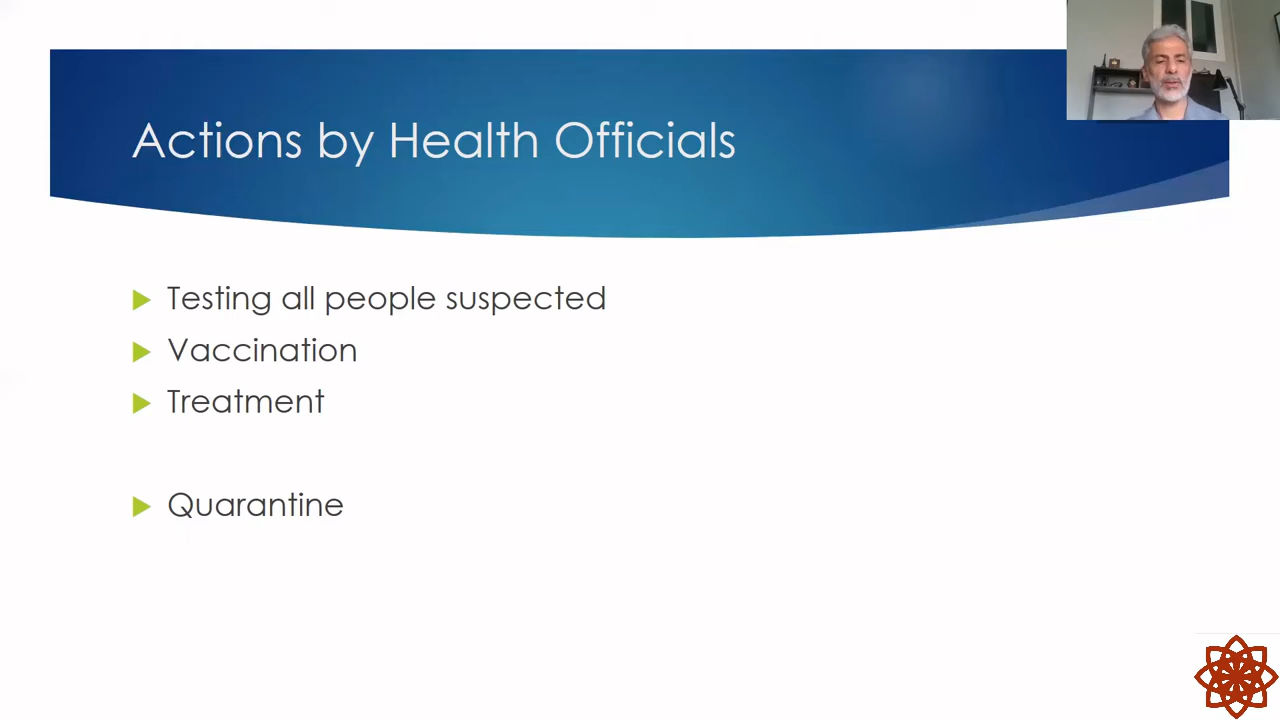 Actions by Health Officials
Testing all people suspected
Vaccination
Treatment
Quarantine